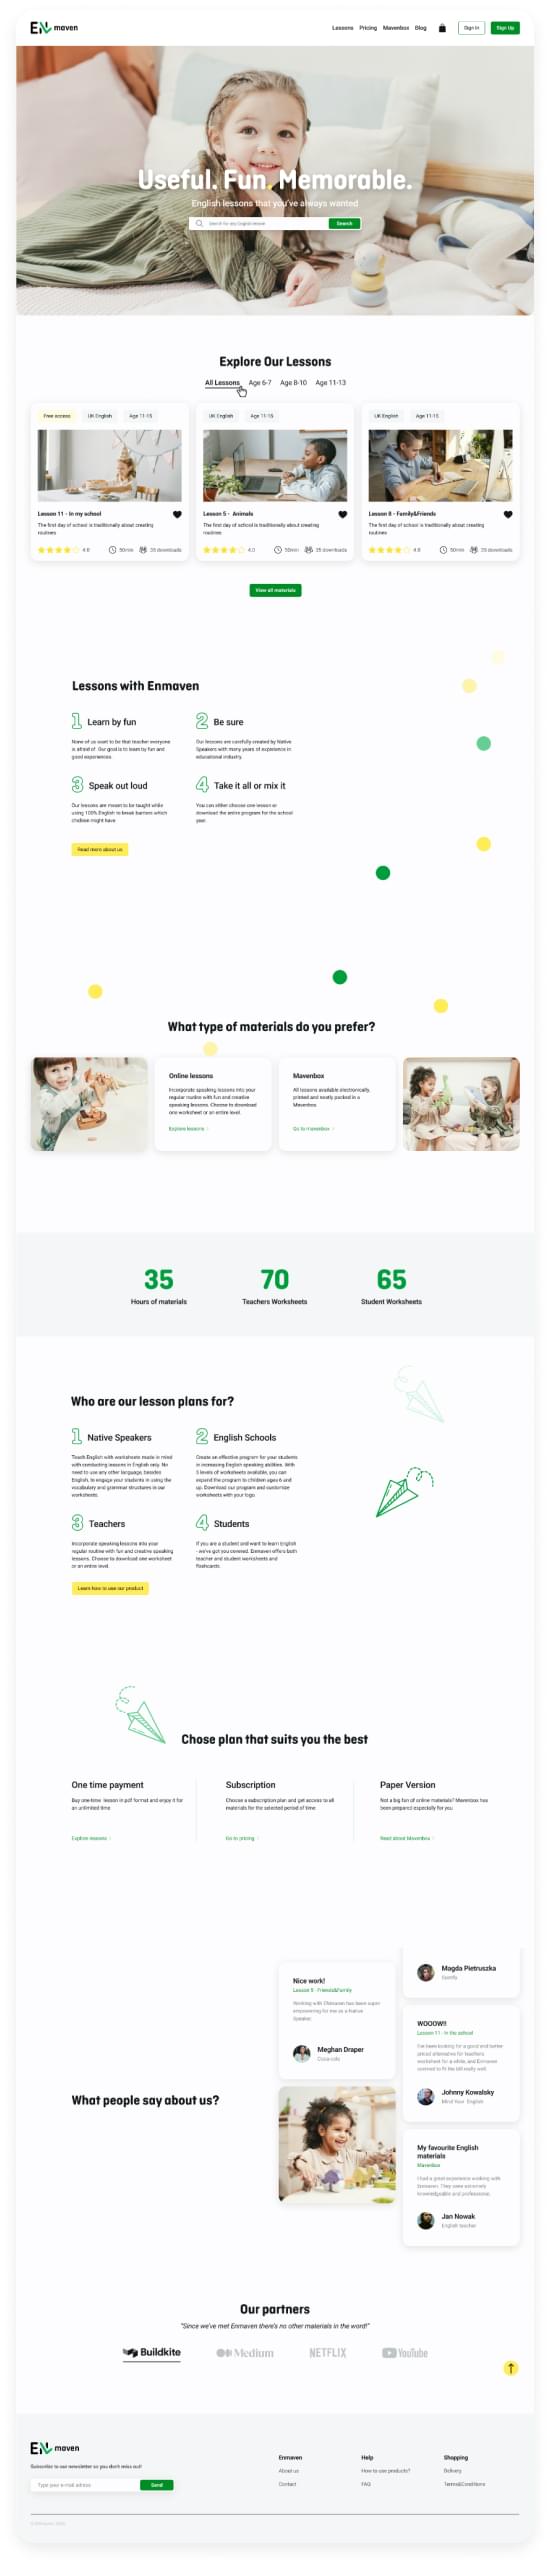 EN maven
Lessons Pricing Mavenbox Blog
Sign In
Sign Up
Useful. Fun. Memorable.
English lessons that you've always wanted
Search for any English lesson
Search
Explore Our Lessons
All Lessons Age 6-7 Age 8-10 Age 11-13
Free access UK English Age 11-15
Lesson 11 - In my school
The first day of school is traditionally about creating
routines
4.8 50min 35 downloads
UK English Age 11-15
Lesson 5 - Animals
The first day of school is traditionally about creating
routines
4.0 50min 35 downloads
UK English Age 11-15
Lesson 8 - Family&Friends
The first day of school is traditionally about creating
routines
4.8 50min 35 downloads
View all materials
Lessons with Enmaven
1 Learn by fun
None of us want to be that teacher everyone
is afraid of. Our goal is to learn by fun and
good experiences.
2 Be sure
Our lessons are carefully created by Native
Speakers with many years of experience in
educational industry.
3 Speak out loud
Our lessons are meant to be taught while
using 100% English to break barriers which
children might have
4 Take it all or mix it
You can either choose one lesson or
download the entire program for the school
year.
Read more about us
What type of materials do you prefer?
Online lessons
Incorporate speaking lessons into your
regular routine with fun and creative
speaking lessons. Choose to download
one worksheet or an entire level.
Explore lessons
Mavenbox
All lessons available electronically,
printed and neatly packed in a
Mavenbox.
Go to mavenbox
35
Hours of materials
70
Teachers Worksheets
65
Student Worksheets
Who are our lesson plans for?
1 Native Speakers
Teach English with worksheets made in mind
with conducting lessons in English only. No
need to use any other language, besides
English, to engage your students in using the
vocabulary and grammar structures in our
worksheets.
2 English Schools
Create an effective program for your students
in increasing English speaking abilities. With
5 levels of worksheets available, you can
expand the program to children ages 6 and
up. Download our program and customize
worksheets with your logo
3 Teachers
Incorporate speaking lessons into your
regular routine with fun and creative speaking
lessons. Choose to download one worksheet
or an entire level.
4 Students
If you are a student and want to learn English
- we've got you covered. Enmaven offers both
teacher and student worksheets and
flashcards.
Learn how to use our product
Chose plan that suits you the best
One time payment
Buy one-time lesson in pdf format and enjoy it for
an unlimited time
Explore lessons
Subscription
Choose a subscription plan and get access to all
materials for the selected period of time
Go to pricing
Paper Version
Not a big fan of online materials? Mavenbox has
been prepared especially for you
Read about Mavenbox
Magda Pietruszka
Nice work!
Lesson 5 - Friends&Family
Working with Enmaven has been super
empowering for me as a Native
Speaker.
Meghan Draper
Coca-cola
WOOOW!!
Lesson 11 - In the school
I've been looking for a good and better
priced alternative for teachers
worksheet for a while, and Enmaven
seemed to fit the bill really well.
Johnny Kowalsky
Mind Your English
What people say about us?
My favourite English
materials
Mavenbox
I had a great experience working with
Enmaven. They were extremely
knowledgeable and professional.
Jan Nowak
English teacher
Our partners
"Since we've met Enmaven there's no other materials in the word!"
Buildkite Medium NETFLIX YouTube
EN maven
Subscribe to our newsletter so you don't miss out!
Type your e-mail adress
Send
Enmaven
About us
Contact
Help
How to use products?
FAQ
Shopping
Delivery
Terms&Conditions